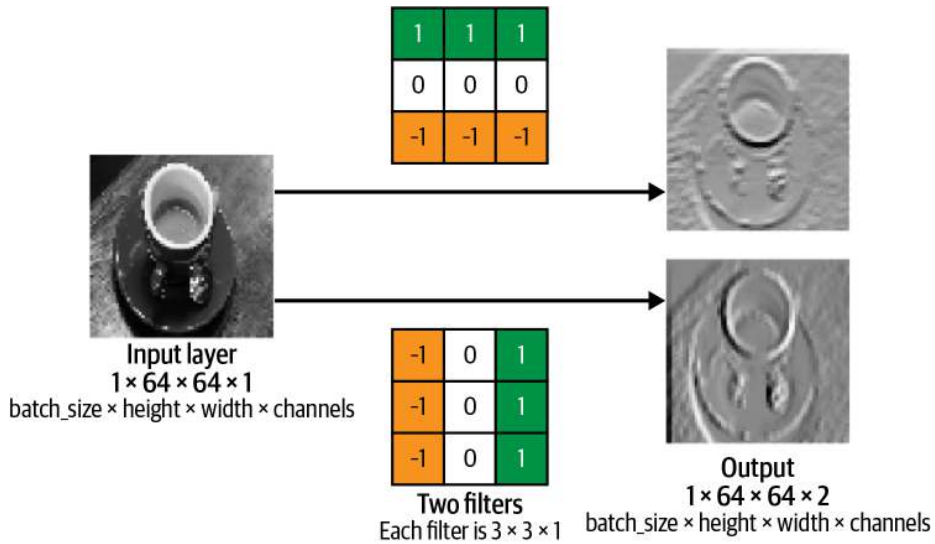 1 1 1
0 0 0
-1 -1 -1
Input layer
1 × 64 × 64 × 1
batch_size × height × width × channels
-1 0 1
-1 0 1
-1 0 1
Two filters
Each filter is 3 × 3 × 1
Output
1 × 64 × 64 × 2
batch_size × height × width × channels